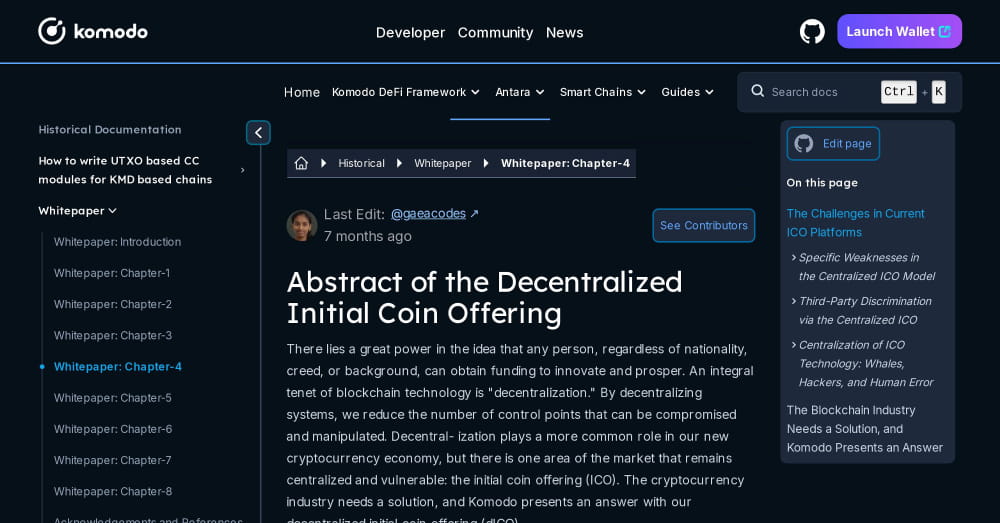 komodo
Developer Community News
Launch Wallet
Home Komodo DeFi Framework Antara Smart Chains Guides
Search docs Ctrl + K
Historical Documentation
How to write UTXO based CC
modules for KMD based chains
Whitepaper
Whitepaper: Introduction
Whitepaper: Chapter-1
Whitepaper: Chapter-2
Whitepaper: Chapter-3
Whitepaper: Chapter-4
Whitepaper: Chapter-5
Whitepaper: Chapter-6
Whitepaper: Chapter-7
Whitepaper: Chapter-8
Acknowledgements and References
Historical Whitepaper Whitepaper: Chapter-4
Last Edit: @gaeacodes ↗
7 months ago
See Contributors
Abstract of the Decentralized
Initial Coin Offering
There lies a great power in the idea that any person, regardless of nationality,
creed, or background, can obtain funding to innovate and prosper. An integral
tenet of blockchain technology is "decentralization." By decentralizing
systems, we reduce the number of control points that can be compromised
and manipulated. Decentral- ization plays a more common role in our new
cryptocurrency economy, but there is one area of the market that remains
centralized and vulnerable: the initial coin offering (ICO). The cryptocurrency
industry needs a solution, and Komodo presents an answer with our
decentralized initial coin offering (dICO).
Edit page
On this page
The Challenges in Current
ICO Platforms
Specific Weaknesses in
the Centralized ICO Model
Third-Party Discrimination
via the Centralized ICO
Centralization of ICO
Technology: Whales,
Hackers, and Human Error
The Blockchain Industry
Needs a Solution, and
Komodo Presents an Answer